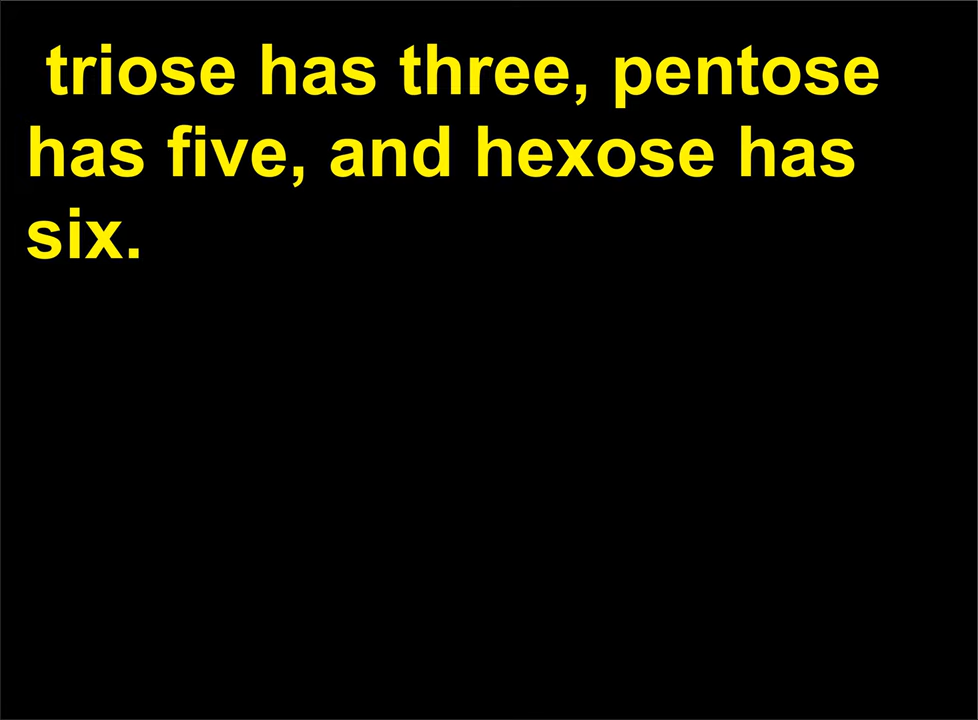 triose has three, pentose
has five, and hexose has
six.